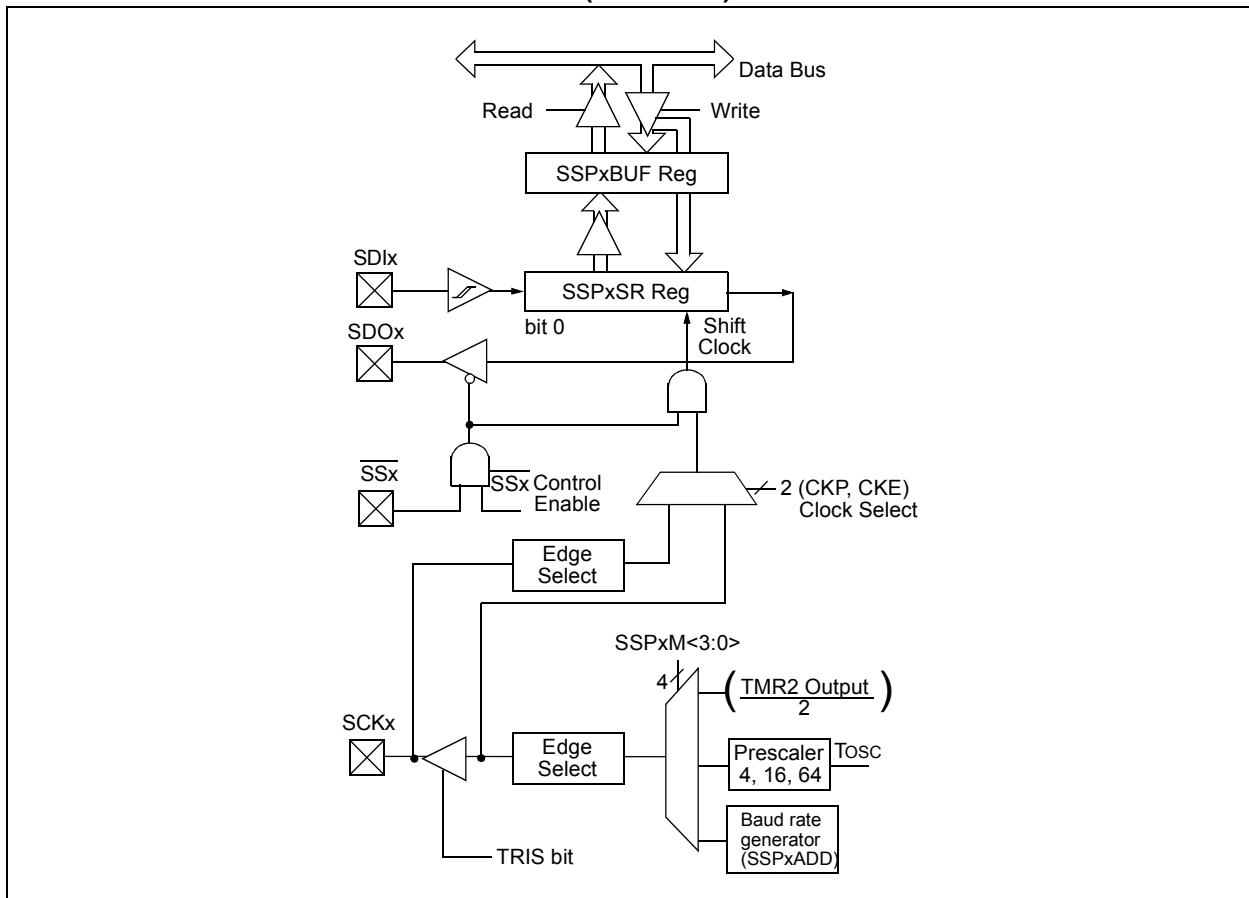 Data Bus
Read
Write
SSPxBUF Reg
SDIx
SSPxSR Reg
bit 0
Shift
Clock
SDOx
SSx
SSx Control
Enable
2 (CKP, CKE)
Clock Select
Edge
Select
SSPxM<3:0>
4
( TMR2 Output )
2
SCKx
Edge
Select
Prescaler
4, 16, 64
TOSC
Baud rate
generator
(SSPxADD)
TRIS bit